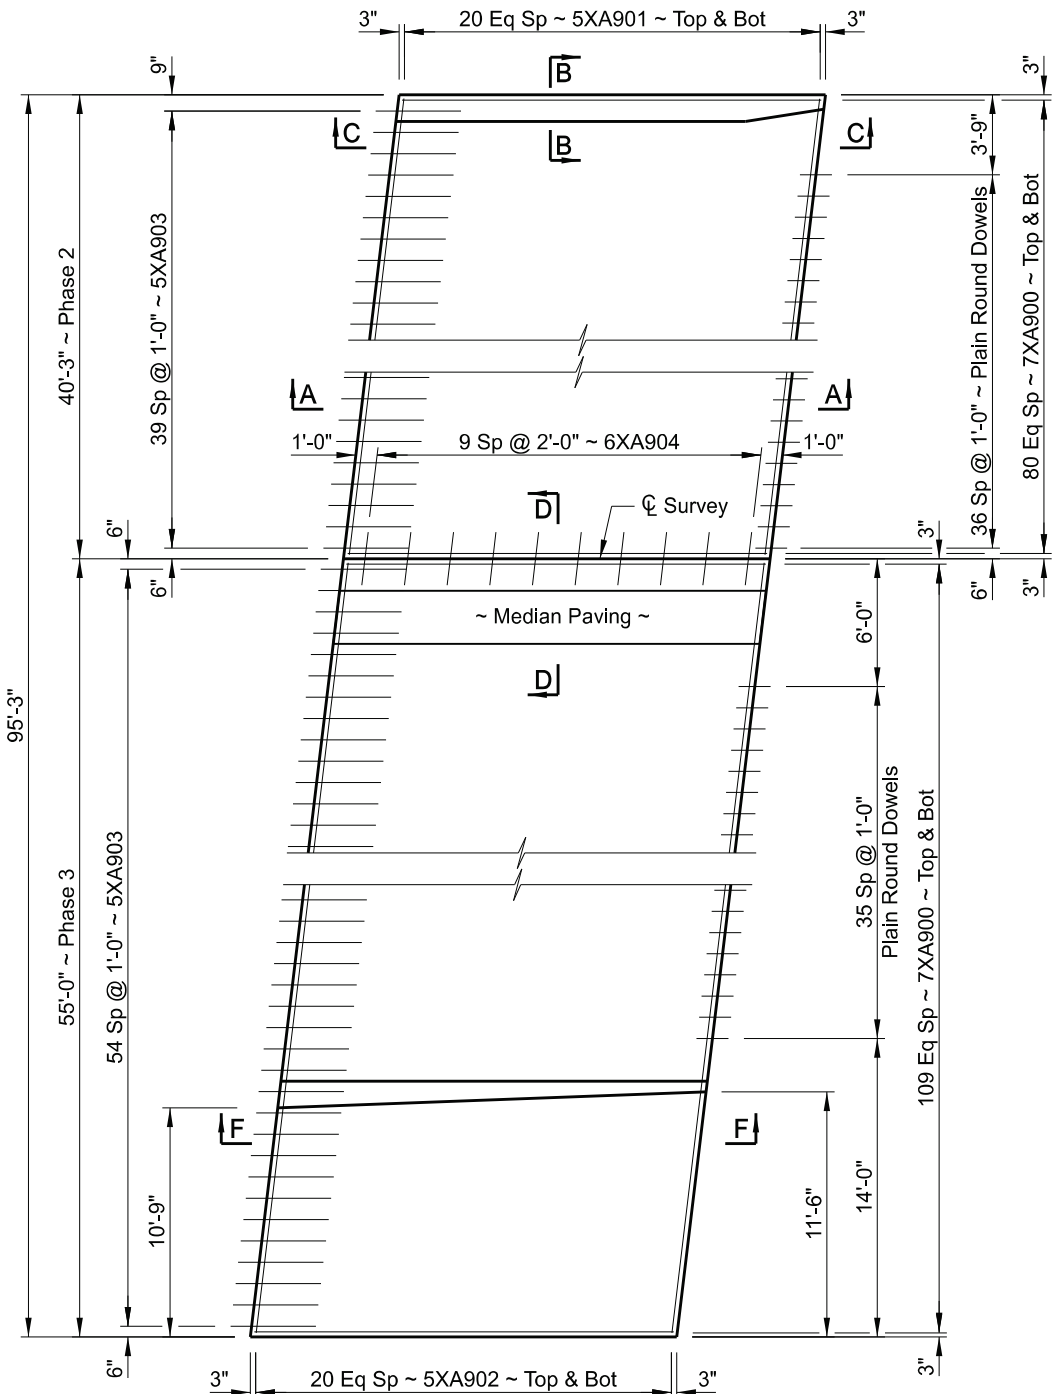 3"
20 Eq Sp ~ 5XA901 ~ Top & Bot
3"
9"
B
3"
C
B
C
3'-9"
39 Sp @ 1'-0" ~ 5XA903
40'-3" ~ Phase 2
36 Sp @ 1'-0" ~ Plain Round Dowels
80 Eq Sp ~ 7XA900 ~ Top & Bot
A
A
1'-0"
9 Sp @ 2'-0" ~ 6XA904
1'-0"
D
℄ Survey
6"
3"
6"
6"
3"
~ Median Paving ~
6'-0"
D
95'-3"
55'-0" ~ Phase 3
54 Sp @ 1'-0" ~ 5XA903
35 Sp @ 1'-0"
Plain Round Dowels
109 Eq Sp ~ 7XA900 ~ Top & Bot
F
F
10'-9"
11'-6"
14'-0"
6"
3"
3"
20 Eq Sp ~ 5XA902 ~ Top & Bot
3"